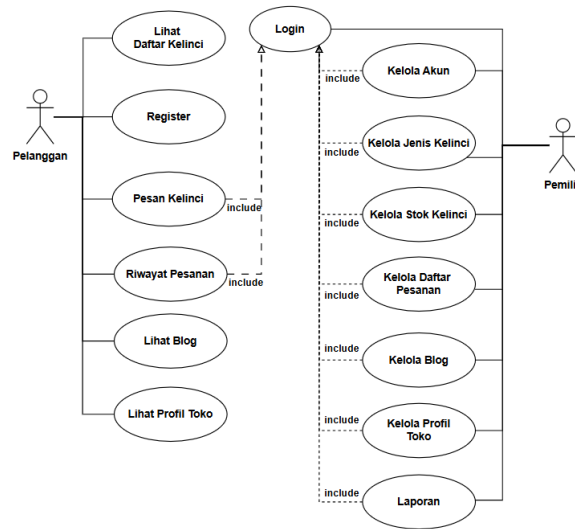 Lihat
Daftar Kelinci
Login
Kelola Akun
include
Register
Pelanggan
Kelola Jenis Kelinci
include
Pemili
Pesan Kelinci
include
Kelola Stok Kelinci
include
Riwayat Pesanan
include
Kelola Daftar
Pesanan
include
Lihat Blog
Kelola Blog
include
Lihat Profil Toko
Kelola Profil
Toko
include
Laporan
include